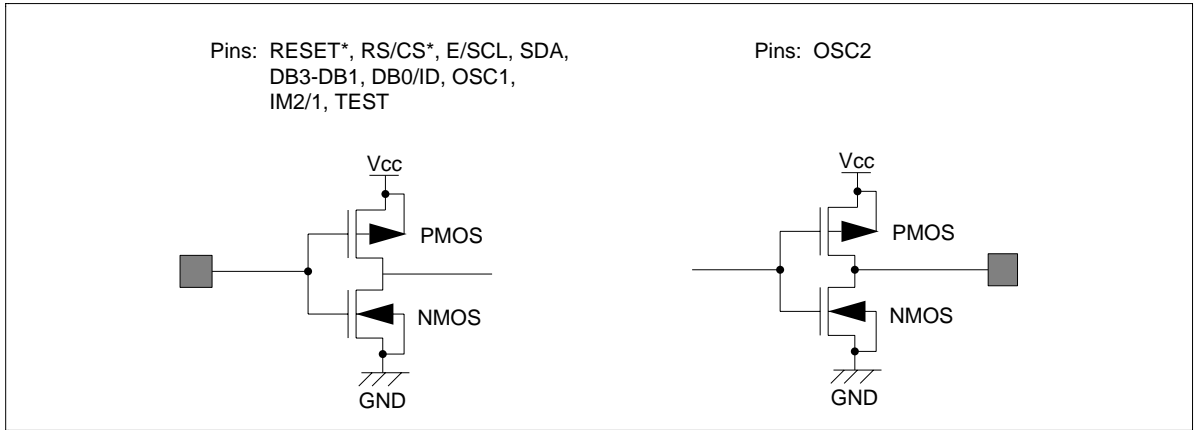 Pins: RESET*, RS/CS*, E/SCL, SDA,
DB3-DB1, DB0/ID, OSC1,
IM2/1, TEST
Vcc
PMOS
NMOS
GND
Pins: OSC2
Vcc
PMOS
NMOS
GND